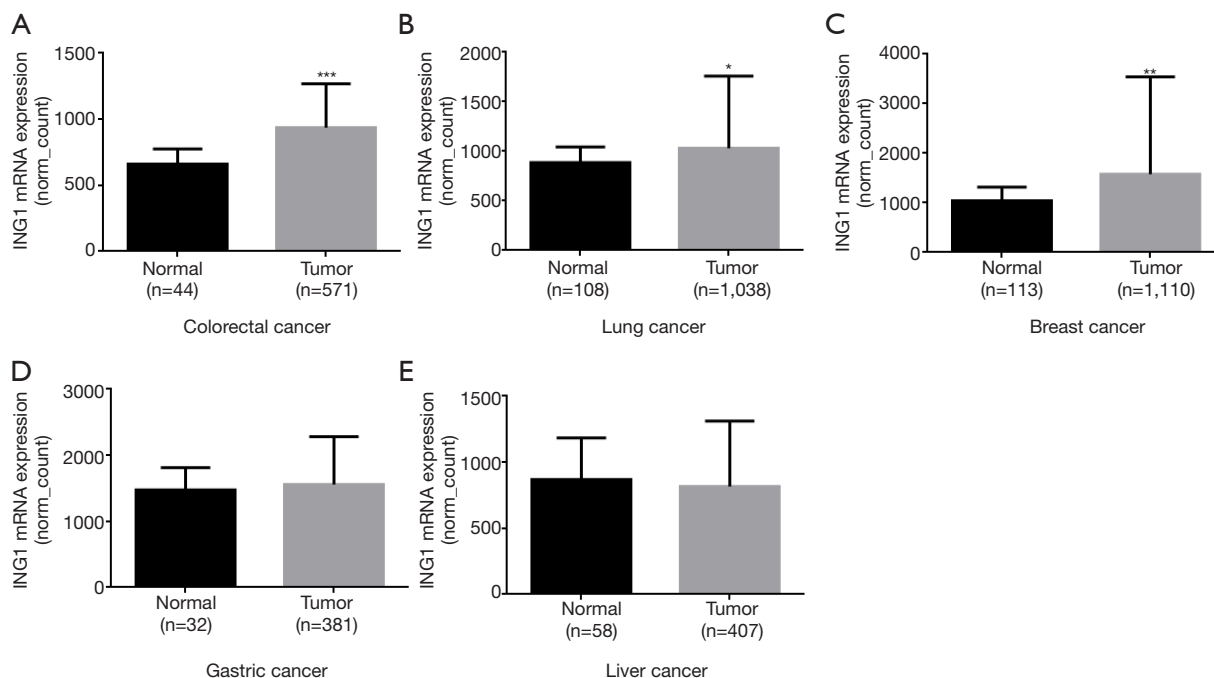 A
ING1 mRNA expression
(norm_count)
1500
1000
500
0
***
Normal
(n=44)
Tumor
(n=571)
Colorectal cancer
B
ING1 mRNA expression
(norm_count)
2000
1500
1000
500
0
*
Normal
(n=108)
Tumor
(n=1,038)
Lung cancer
C
ING1 mRNA expression
(norm_count)
4000
3000
2000
1000
0
**
Normal
(n=113)
Tumor
(n=1,110)
Breast cancer
D
ING1 mRNA expression
(norm_count)
3000
2000
1000
0
Normal
(n=32)
Tumor
(n=381)
Gastric cancer
E
ING1 mRNA expression
(norm_count)
1500
1000
500
0
Normal
(n=58)
Tumor
(n=407)
Liver cancer